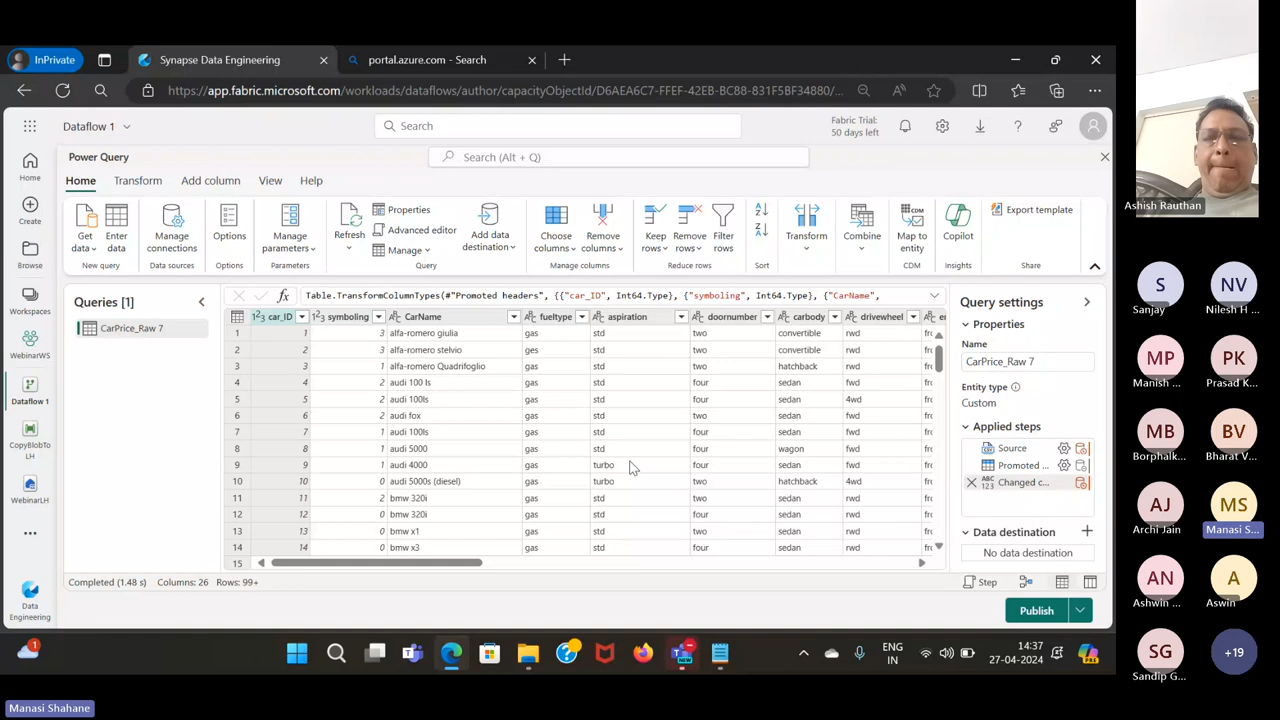 InPrivate
Synapse Data Engineering
portal.azure.com - Search
https://app.fabric.microsoft.com/workloads/dataflows/author/capacityObjectId/D6AEA6C7-FFEF-42EB-BC88-831F5BF34880/...
Dataflow 1
Search
Fabric Trial:
50 days left
Power Query
Search (Alt + Q)
Home Transform Add column View Help
Get data
Enter data
Manage connections
Options
Manage parameters
Refresh
Properties
Advanced editor
Manage
Add data destination
Choose columns
Remove columns
Keep rows
Remove rows
Filter rows
Transform
Combine
Map to entity
Copilot
Export template
New query Data sources Options Parameters Query Manage columns Reduce rows Sort CDM Insights Share
Home
Create
Browse
Workspaces
WebinarWS
Dataflow 1
CopyBlobTo LH
WebinarLH
Data Engineering
Queries [1]
CarPrice_Raw 7
Table.TransformColumnTypes(#"Promoted headers", {{"car_ID", Int64.Type}, {"symboling", Int64.Type}, {"CarName",
car_ID symboling CarName fueltype aspiration doornumber carbody drivewheel
1 1 3 alfa-romero giulia gas std two convertible rwd
2 2 3 alfa-romero stelvio gas std two convertible rwd
3 3 1 alfa-romero Quadrifoglio gas std two hatchback rwd
4 4 2 audi 100 ls gas std four sedan fwd
5 5 2 audi 100ls gas std four sedan 4wd
6 6 2 audi fox gas std two sedan fwd
7 7 1 audi 100ls gas std four sedan fwd
8 8 1 audi 5000 gas std four wagon fwd
9 9 1 audi 4000 gas turbo four sedan fwd
10 10 0 audi 5000s (diesel) gas turbo two hatchback 4wd
11 11 2 bmw 320i gas std two sedan rwd
12 12 0 bmw 320i gas std four sedan rwd
13 13 0 bmw x1 gas std two sedan rwd
14 14 0 bmw x3 gas std four sedan rwd
15
Completed (1.48 s) Columns: 26 Rows: 99+
Step
Query settings
Properties
Name
CarPrice_Raw 7
Entity type
Custom
Applied steps
Source
Promoted ...
Changed c...
Data destination
No data destination
Publish
ENG
IN
14:37
27-04-2024
Manasi Shahane
Ashish Rauthan
S
Sanjay
NV
Nilesh H ...
MP
Manish ...
PK
Prasad K...
MB
Borphalk...
BV
Bharat V...
AJ
Archi Jain
MS
Manasi S...
AN
Ashwin ...
A
Aswin
SG
Sandip G...
+19